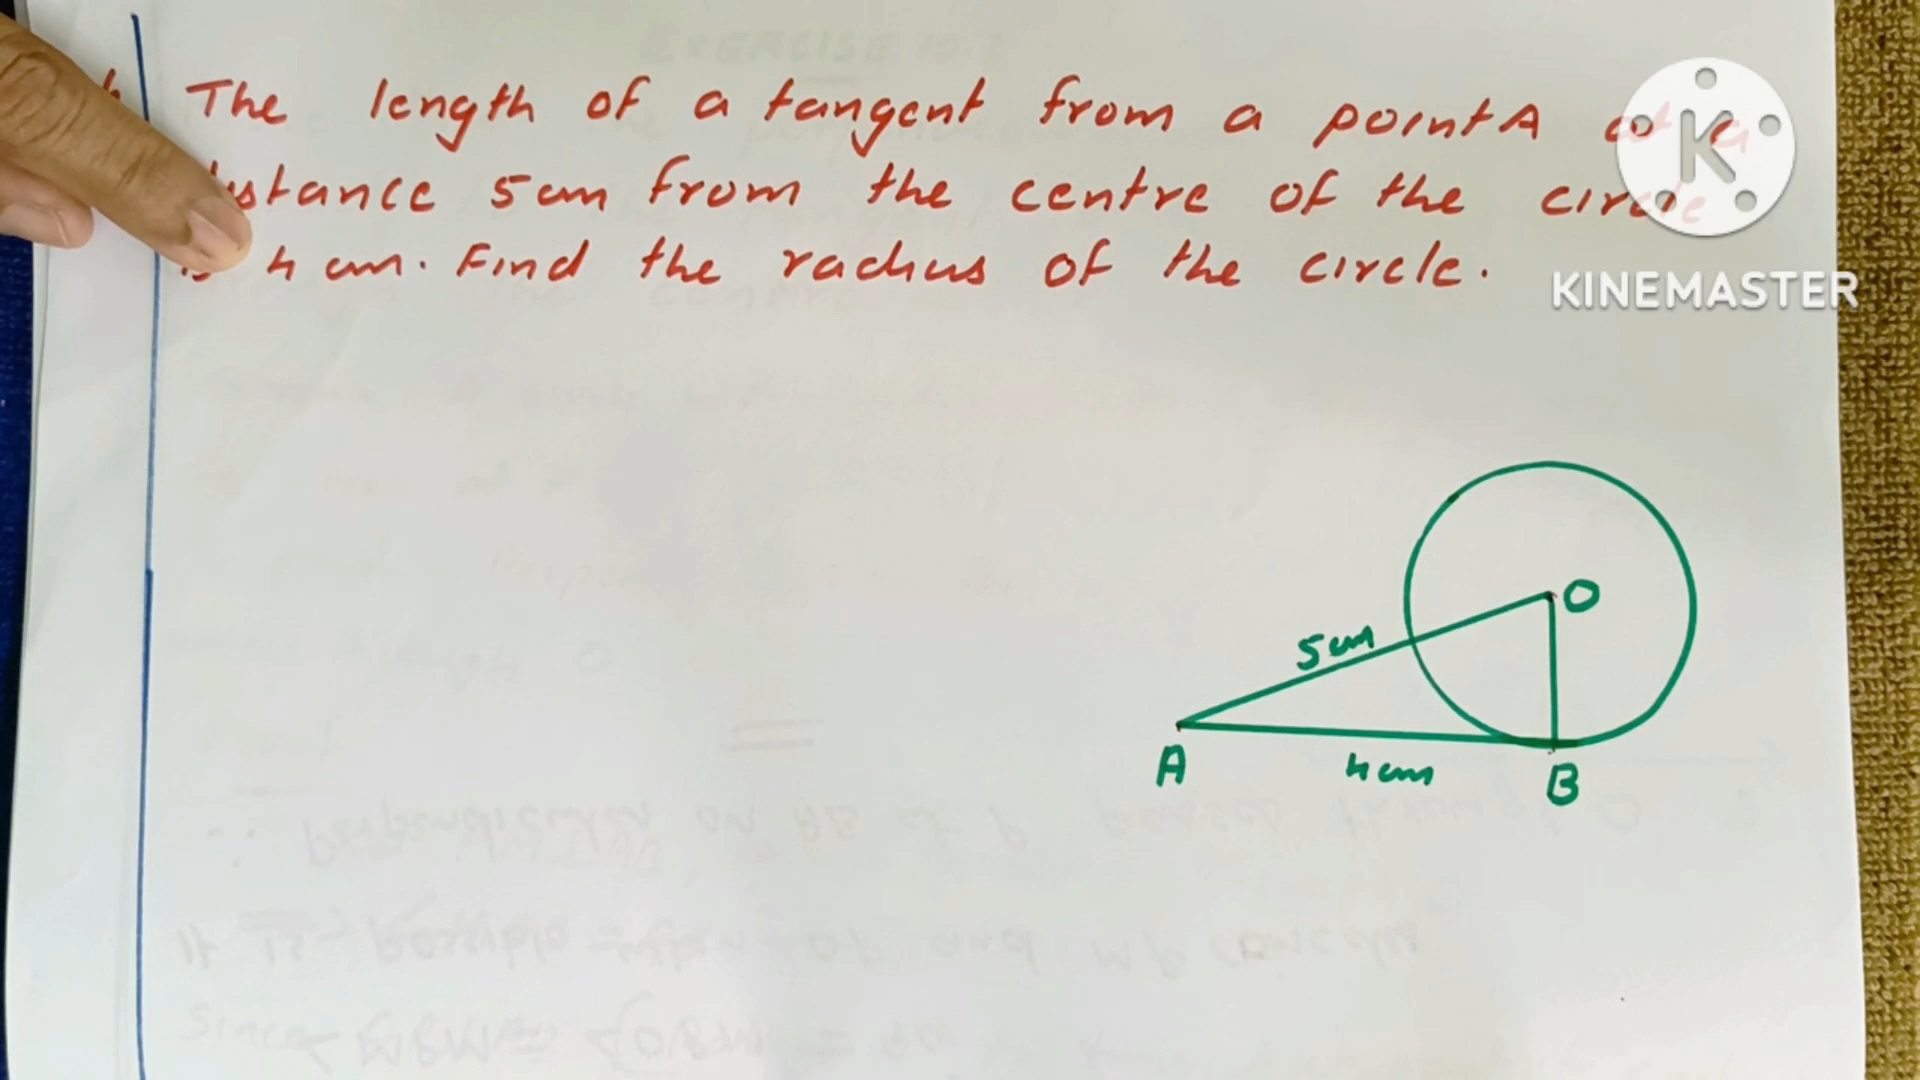 The length of a tangent from a point A at a
distance 5cm from the centre of the circle
is 4 cm. Find the radius of the circle.
KINEMASTER
O
5cm
A
4cm
B